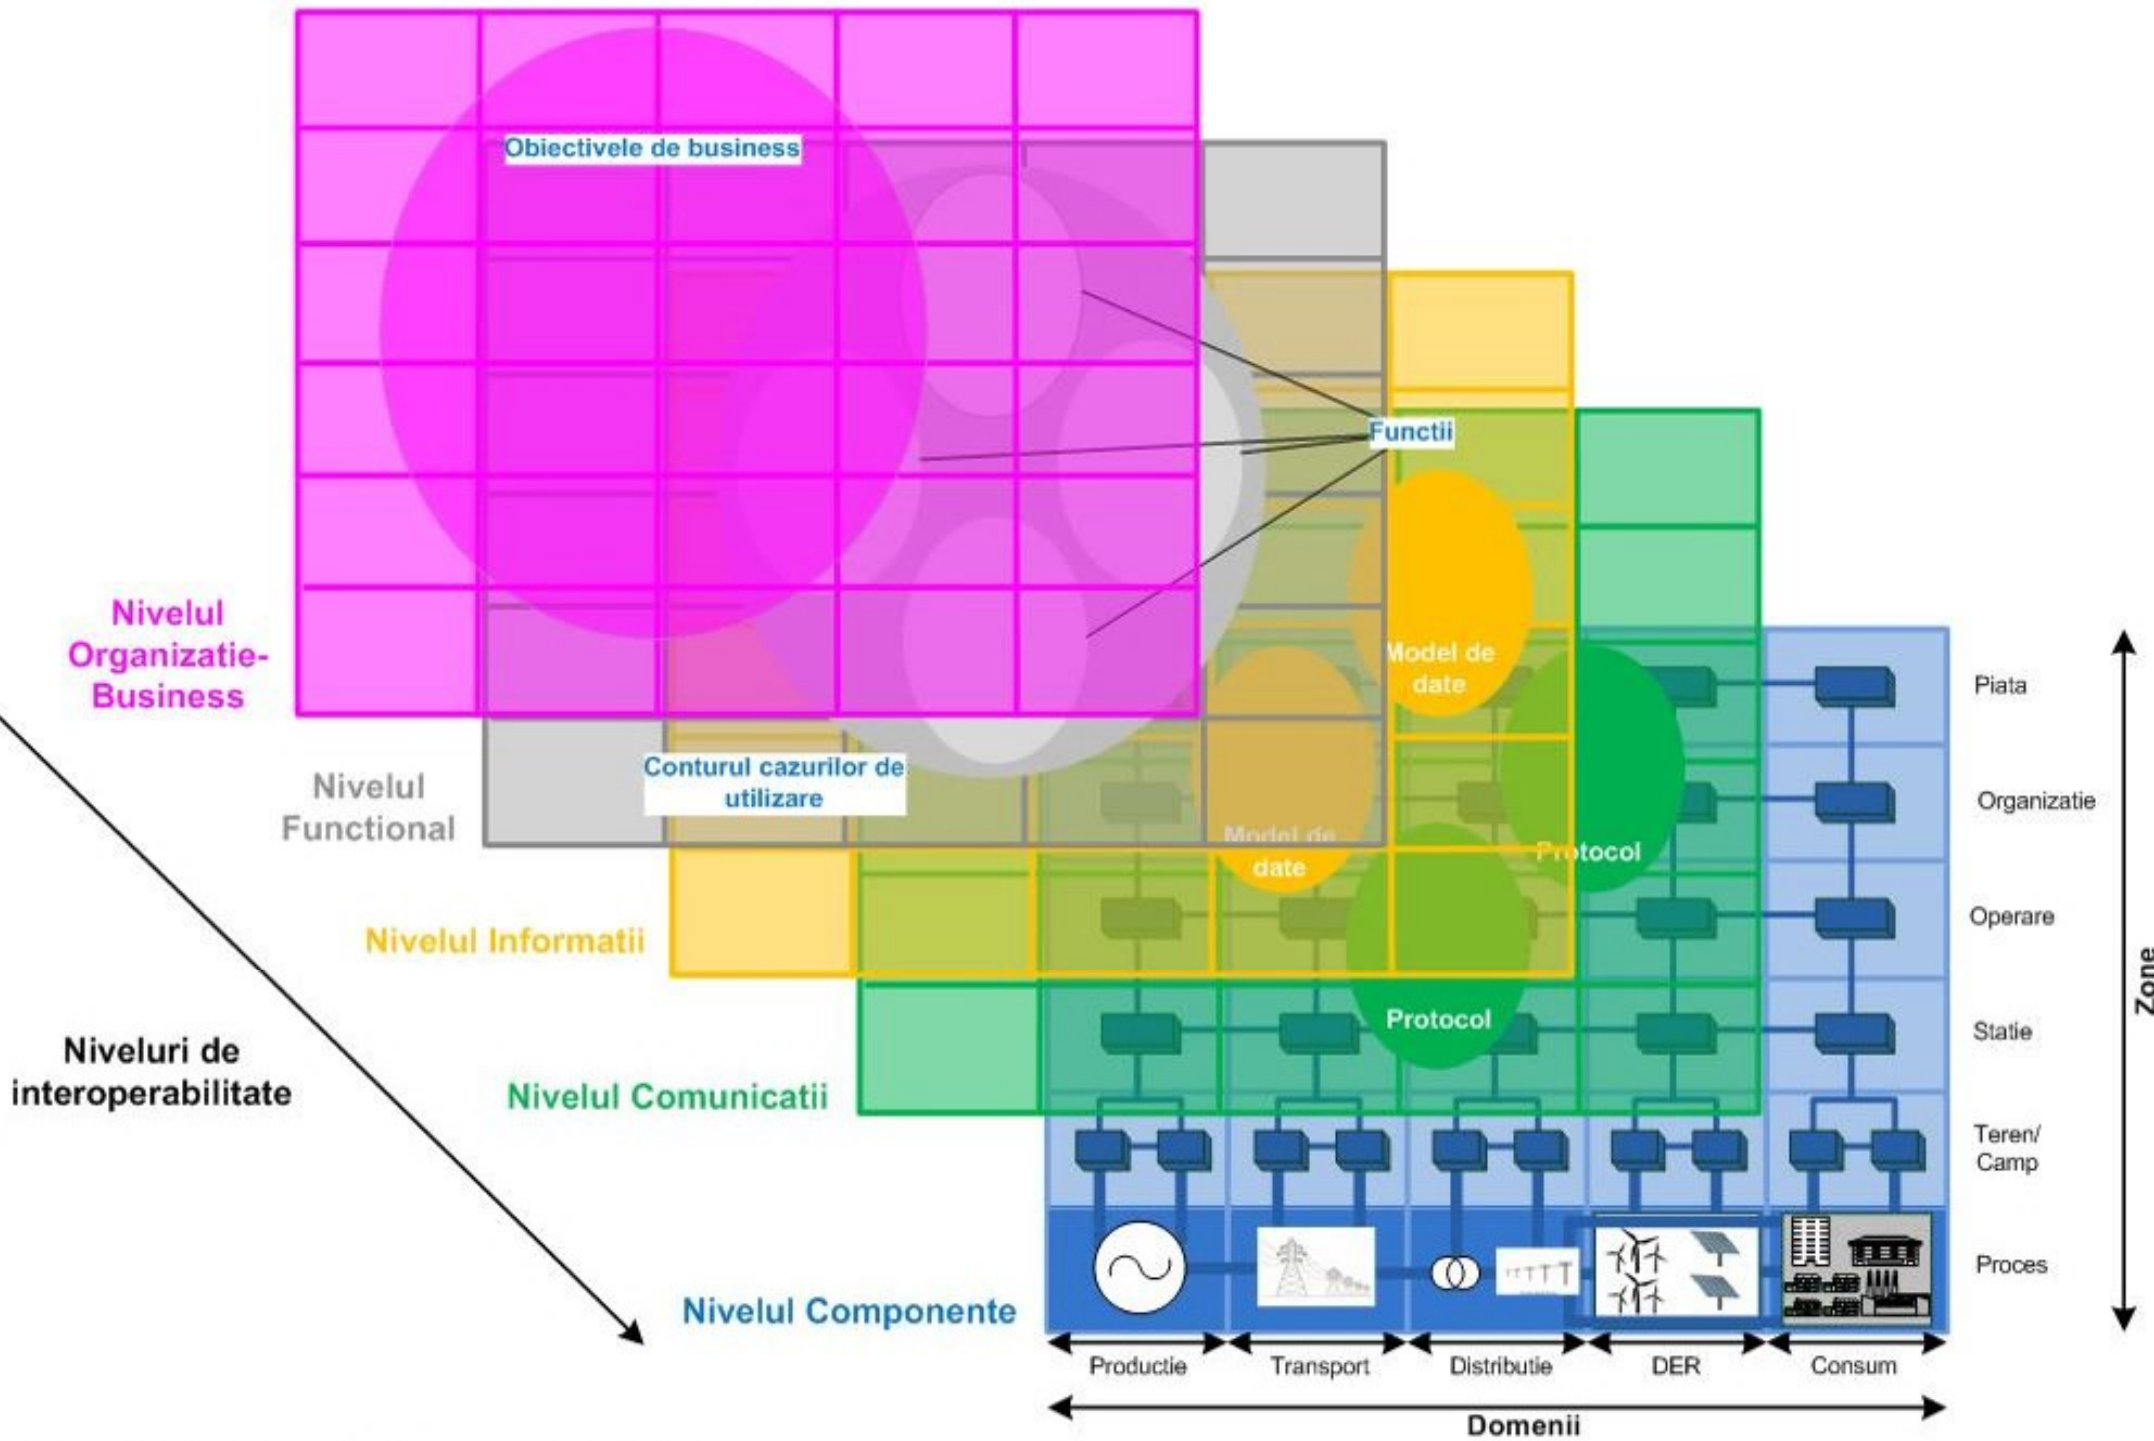 Obiectivele de business
Functii
Nivelul
Organizatie-
Business
Model de
date
Piata
Conturul cazurilor de
utilizare
Nivelul
Functional
Organizatie
Model de
date
Protocol
Nivelul Informatii
Operare
Zone
Protocol
Statie
Niveluri de
interoperabilitate
Nivelul Comunicatii
Teren/
Camp
Proces
Nivelul Componente
Productie
Transport
Distributie
DER
Consum
Domenii